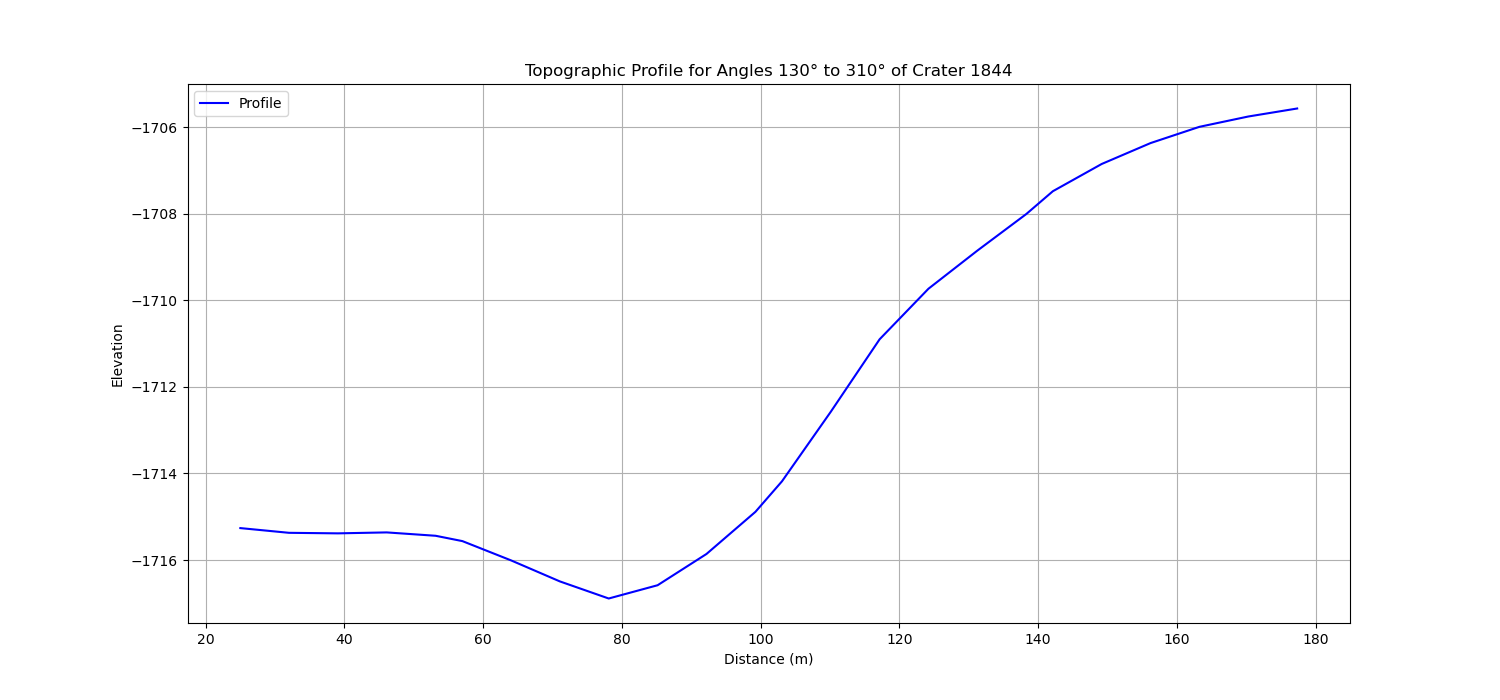 Topographic Profile for Angles 130° to 310° of Crater 1844
Profile
−1706
−1708
−1710
−1712
−1714
−1716
Elevation
20 40 60 80 100 120 140 160 180
Distance (m)